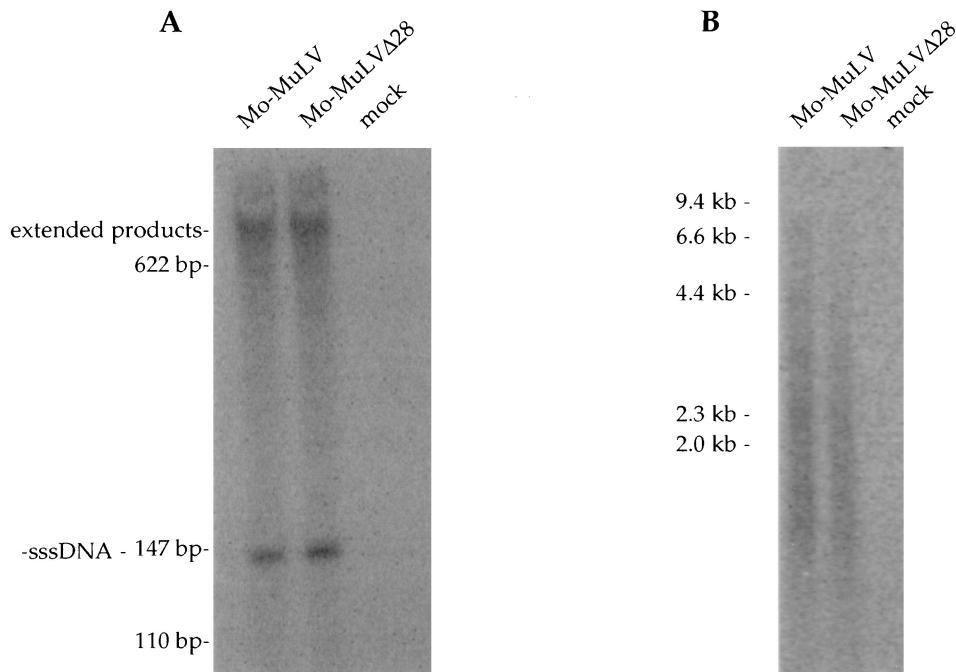 A
Mo-MuLV
Mo-MuLVΔ28
mock
extended products-
622 bp-
-sssDNA - 147 bp-
110 bp-
B
Mo-MuLV
Mo-MuLVΔ28
mock
9.4 kb -
6.6 kb -
4.4 kb -
2.3 kb -
2.0 kb -